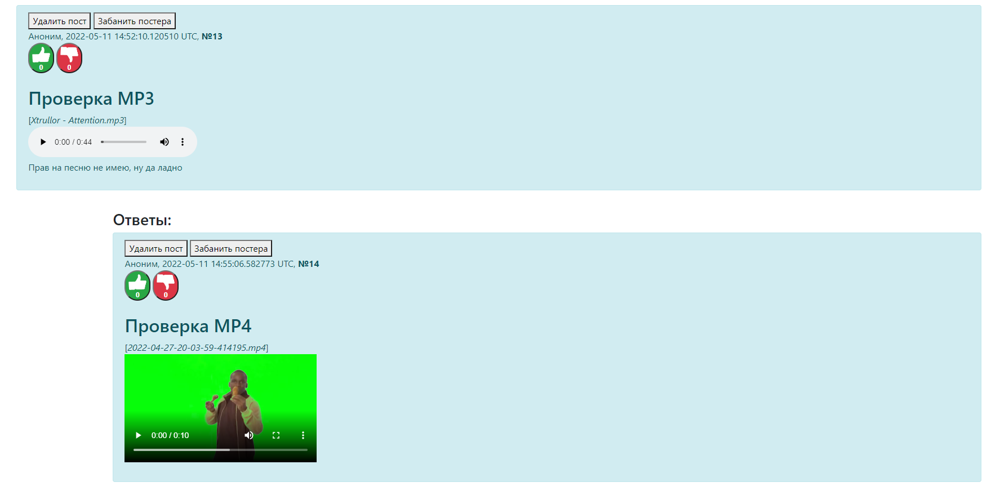 Удалить пост Забанить постера
Аноним, 2022-05-11 14:52:10.120510 UTC, №13
0 0
Проверка MP3
[Xtrullor - Attention.mp3]
0:00 / 0:44
Прав на песню не имею, ну да ладно
Ответы:
Удалить пост Забанить постера
Аноним, 2022-05-11 14:55:06.582773 UTC, №14
0 0
Проверка MP4
[2022-04-27-20-03-59-414195.mp4]
0:00 / 0:10